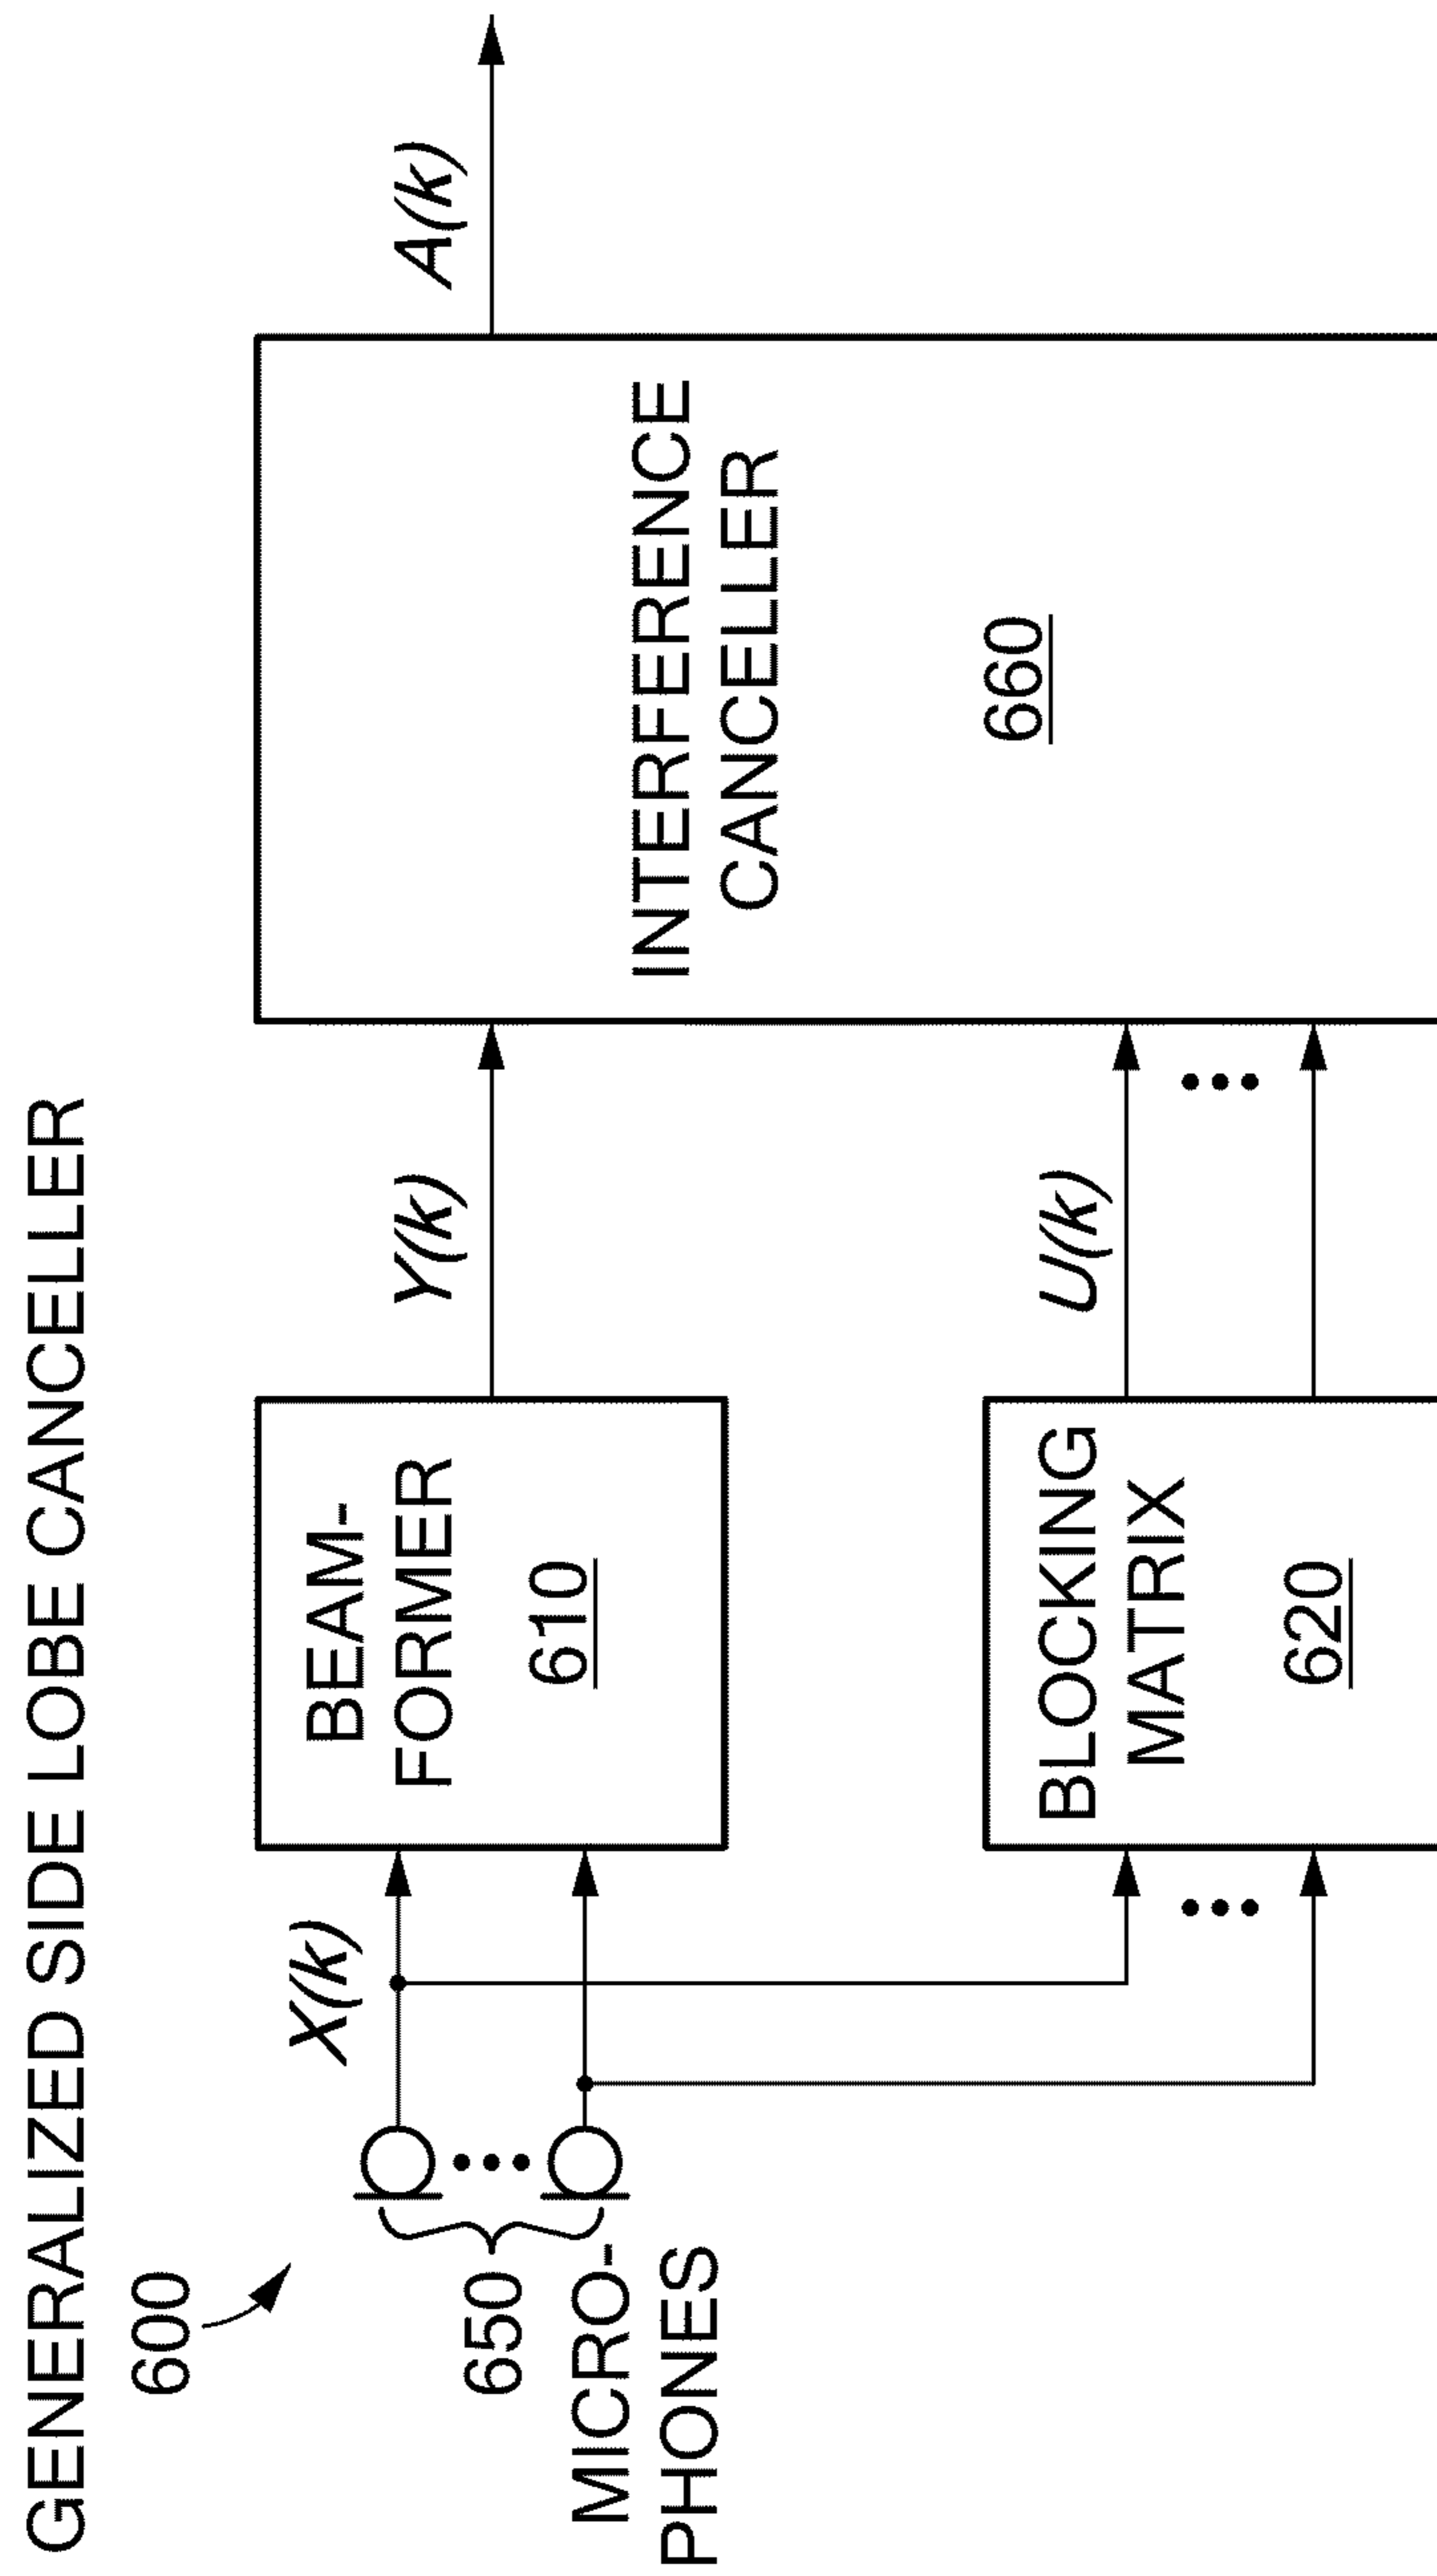 GENERALIZED SIDE LOBE CANCELLER
600
X(k)
650
MICRO-
PHONES
BEAM-
FORMER
610
Y(k)
INTERFERENCE
CANCELLER
660
A(k)
BLOCKING
MATRIX
620
U(k)